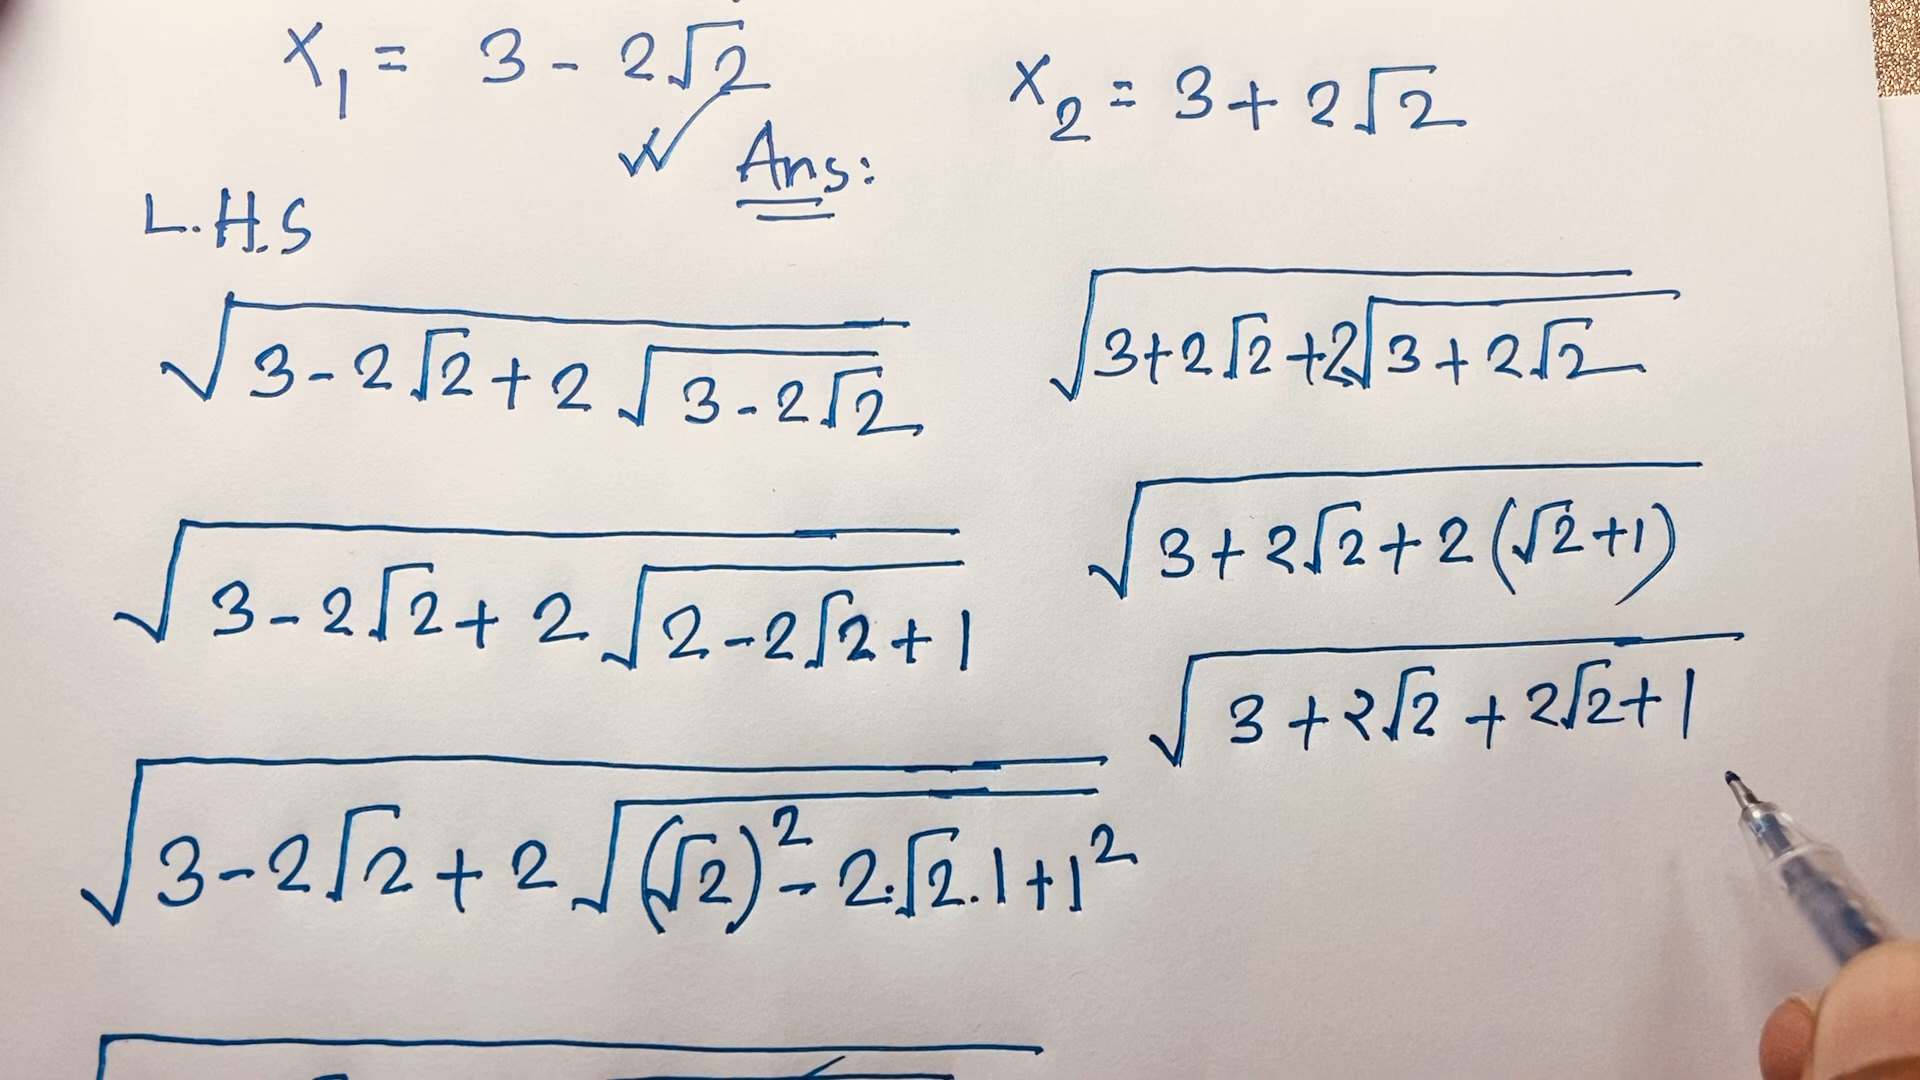 x₁ = 3 - 2√2
Ans:
L.H.S
√(3 - 2√2 + 2√(3 - 2√2))
√(3 - 2√2 + 2√(2 - 2√2 + 1))
√(3 - 2√2 + 2√((√2)² - 2.√2.1 + 1²))
x₂ = 3 + 2√2
√(3 + 2√2 + 2√(3 + 2√2))
√(3 + 2√2 + 2(√2 + 1))
√(3 + 2√2 + 2√2 + 1)